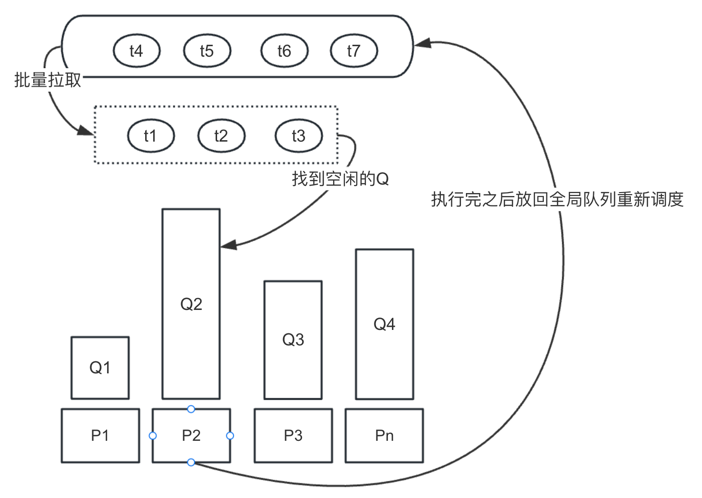 t4 t5 t6 t7
批量拉取
t1 t2 t3
找到空闲的Q
执行完之后放回全局队列重新调度
Q2
Q4
Q3
Q1
P1 P2 P3 Pn